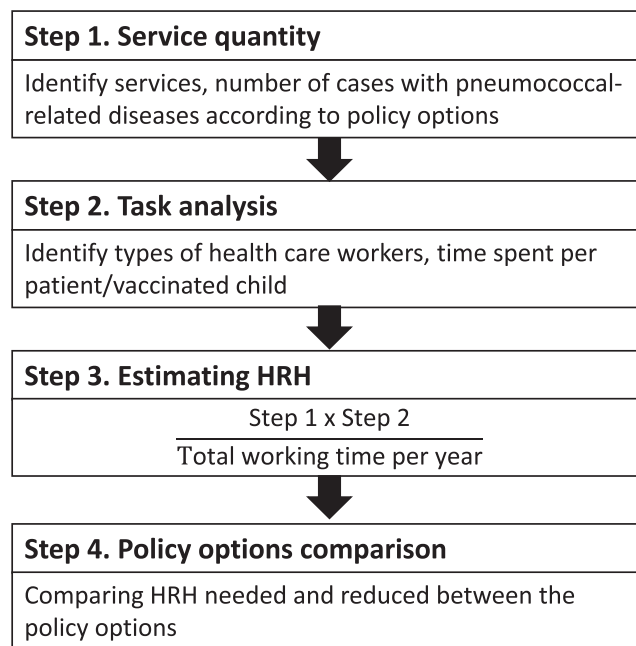 Step 1. Service quantity
Identify services, number of cases with pneumococcal-
related diseases according to policy options
Step 2. Task analysis
Identify types of health care workers, time spent per
patient/vaccinated child
Step 3. Estimating HRH
Step 1 x Step 2
Total working time per year
Step 4. Policy options comparison
Comparing HRH needed and reduced between the
policy options